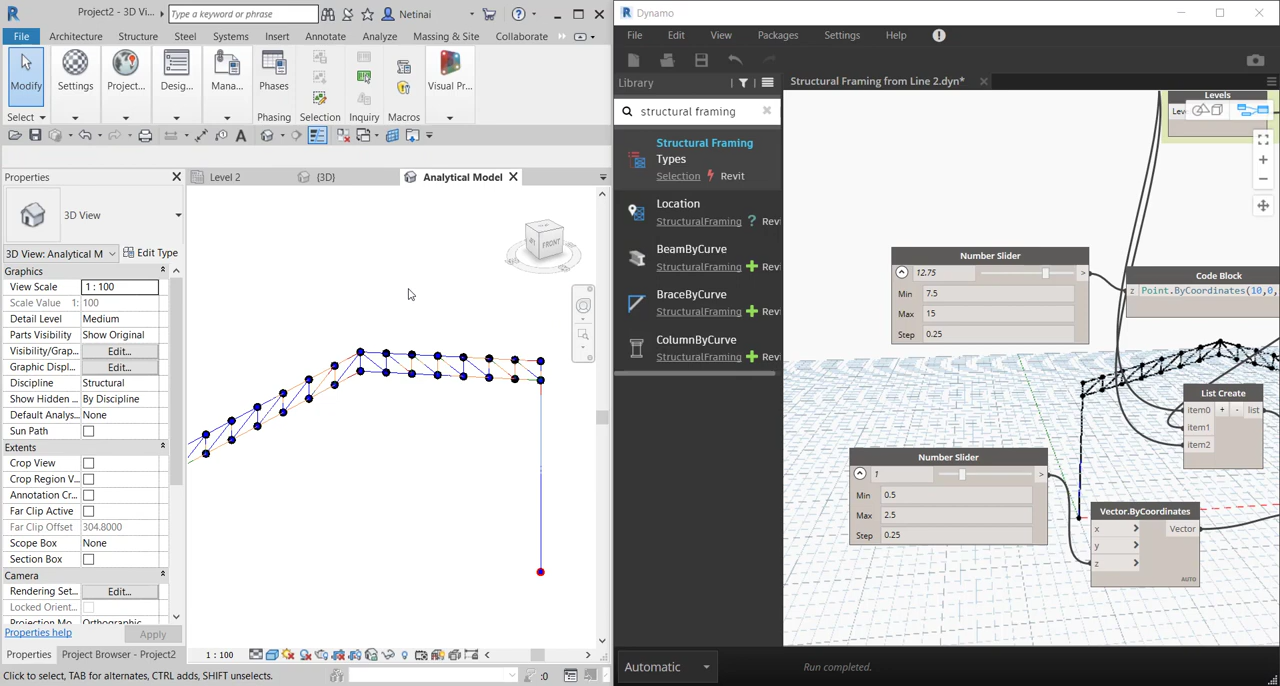 Project2 - 3D Vi...
Type a keyword or phrase
Netinai
File
Architecture
Structure
Steel
Systems
Insert
Annotate
Analyze
Massing & Site
Collaborate
Modify
Settings
Project...
Design...
Mana...
Phases
Visual Pr...
Select
Phasing
Selection
Inquiry
Macros
Properties
Level 2
(3D)
Analytical Model
3D View
3D View: Analytical M
Edit Type
Graphics
View Scale
1 : 100
Scale Value 1:
100
Detail Level
Medium
Parts Visibility
Show Original
Visibility/Grap...
Edit...
Graphic Displ...
Edit...
Discipline
Structural
Show Hidden ...
By Discipline
Default Analys...
None
Sun Path
Extents
Crop View
Crop Region V...
Annotation Cr...
Far Clip Active
Far Clip Offset
304.8000
Scope Box
None
Section Box
Camera
Rendering Set...
Edit...
Locked Orient...
Projection Mo...
Orthographic
Properties help
Apply
Properties
Project Browser - Project2
1 : 100
Click to select, TAB for alternates, CTRL adds, SHIFT unselects.
:0
FRONT
Dynamo
File
Edit
View
Packages
Settings
Help
Library
structural framing
Structural Framing
Types
Selection
Revit
Location
StructuralFraming
Revi
BeamByCurve
StructuralFraming
Revi
BraceByCurve
StructuralFraming
Revi
ColumnByCurve
StructuralFraming
Revi
Structural Framing from Line 2.dyn*
Levels
Number Slider
12.75
>
Min
7.5
Max
15
Step
0.25
Code Block
z
Point.ByCoordinates(10,0,
List Create
item0
+
-
list
item1
item2
Number Slider
1
>
Min
0.5
Max
2.5
Step
0.25
Vector.ByCoordinates
x
>
Vector
y
>
z
>
AUTO
Automatic
Run completed.